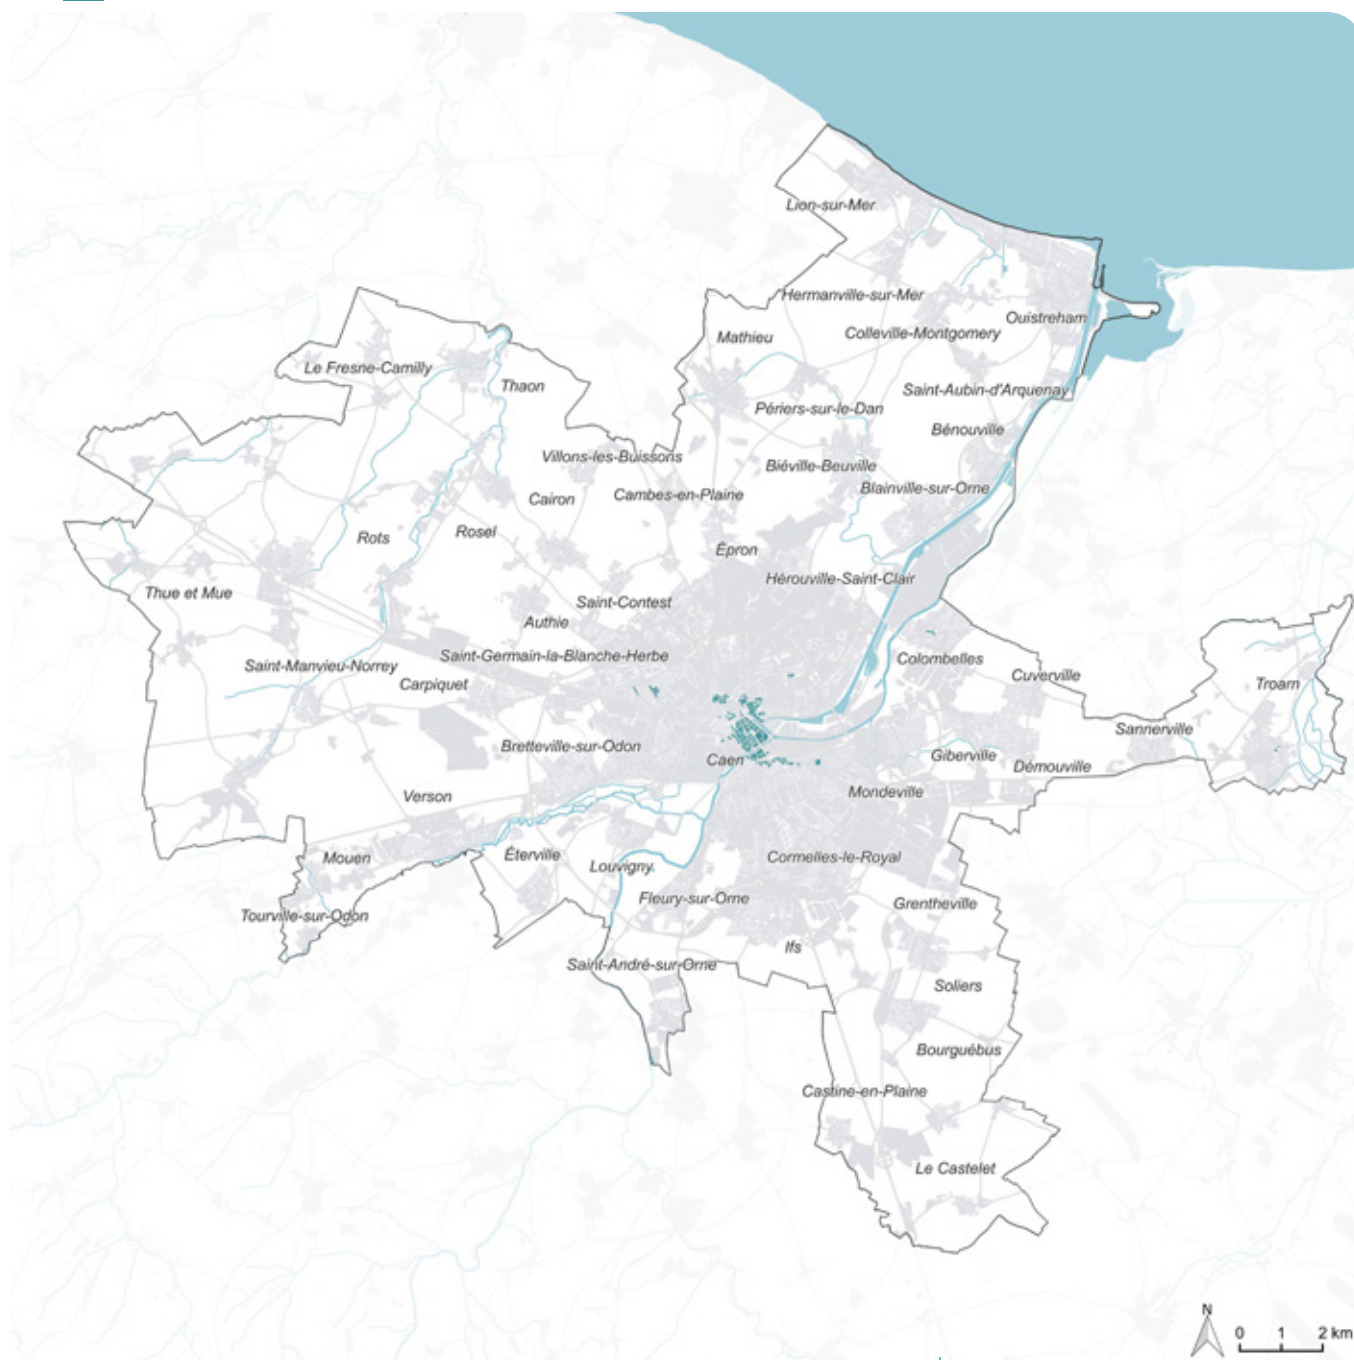 Lion-sur-Mer
Hermanville-sur-Mer
Ouistreham
Colleville-Montgomery
Mathieu
Le Fresne-Camilly
Thaon
Saint-Aubin-d'Arquenay
Périers-sur-le-Dan
Bénouville
Villons-les-Buissons
Biéville-Beuville
Blainville-sur-Orne
Cairon
Cambes-en-Plaine
Rosel
Rots
Épron
Hérouville-Saint-Clair
Thue et Mue
Saint-Contest
Authie
Saint-Germain-la-Blanche-Herbe
Colombelles
Saint-Manvieu-Norrey
Cuverville
Carpiquet
Troarn
Sannerville
Bretteville-sur-Odon
Giberville
Caen
Démouville
Mondeville
Verson
Éterville
Mouen
Cormelles-le-Royal
Louvigny
Fleury-sur-Orne
Grentheville
Tourville-sur-Odon
Ifs
Saint-André-sur-Orne
Soliers
Bourguébus
Castine-en-Plaine
Le Castelet
N
0 1 2 km